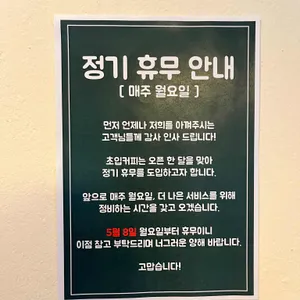 정기 휴무 안내
[ 매주 월요일 ]
먼저 언제나 저희를 아껴주시는
고객님들께 감사 인사 드립니다!
초입커피는 오픈 한 달을 맞아
정기 휴무를 도입하고자 합니다.
앞으로 매주 월요일, 더 나은 서비스를 위해
정비하는 시간을 갖고 오겠습니다.
5월 8일 월요일부터 휴무이니
이점 참고 부탁드리며 너그러운 양해 바랍니다.
고맙습니다!